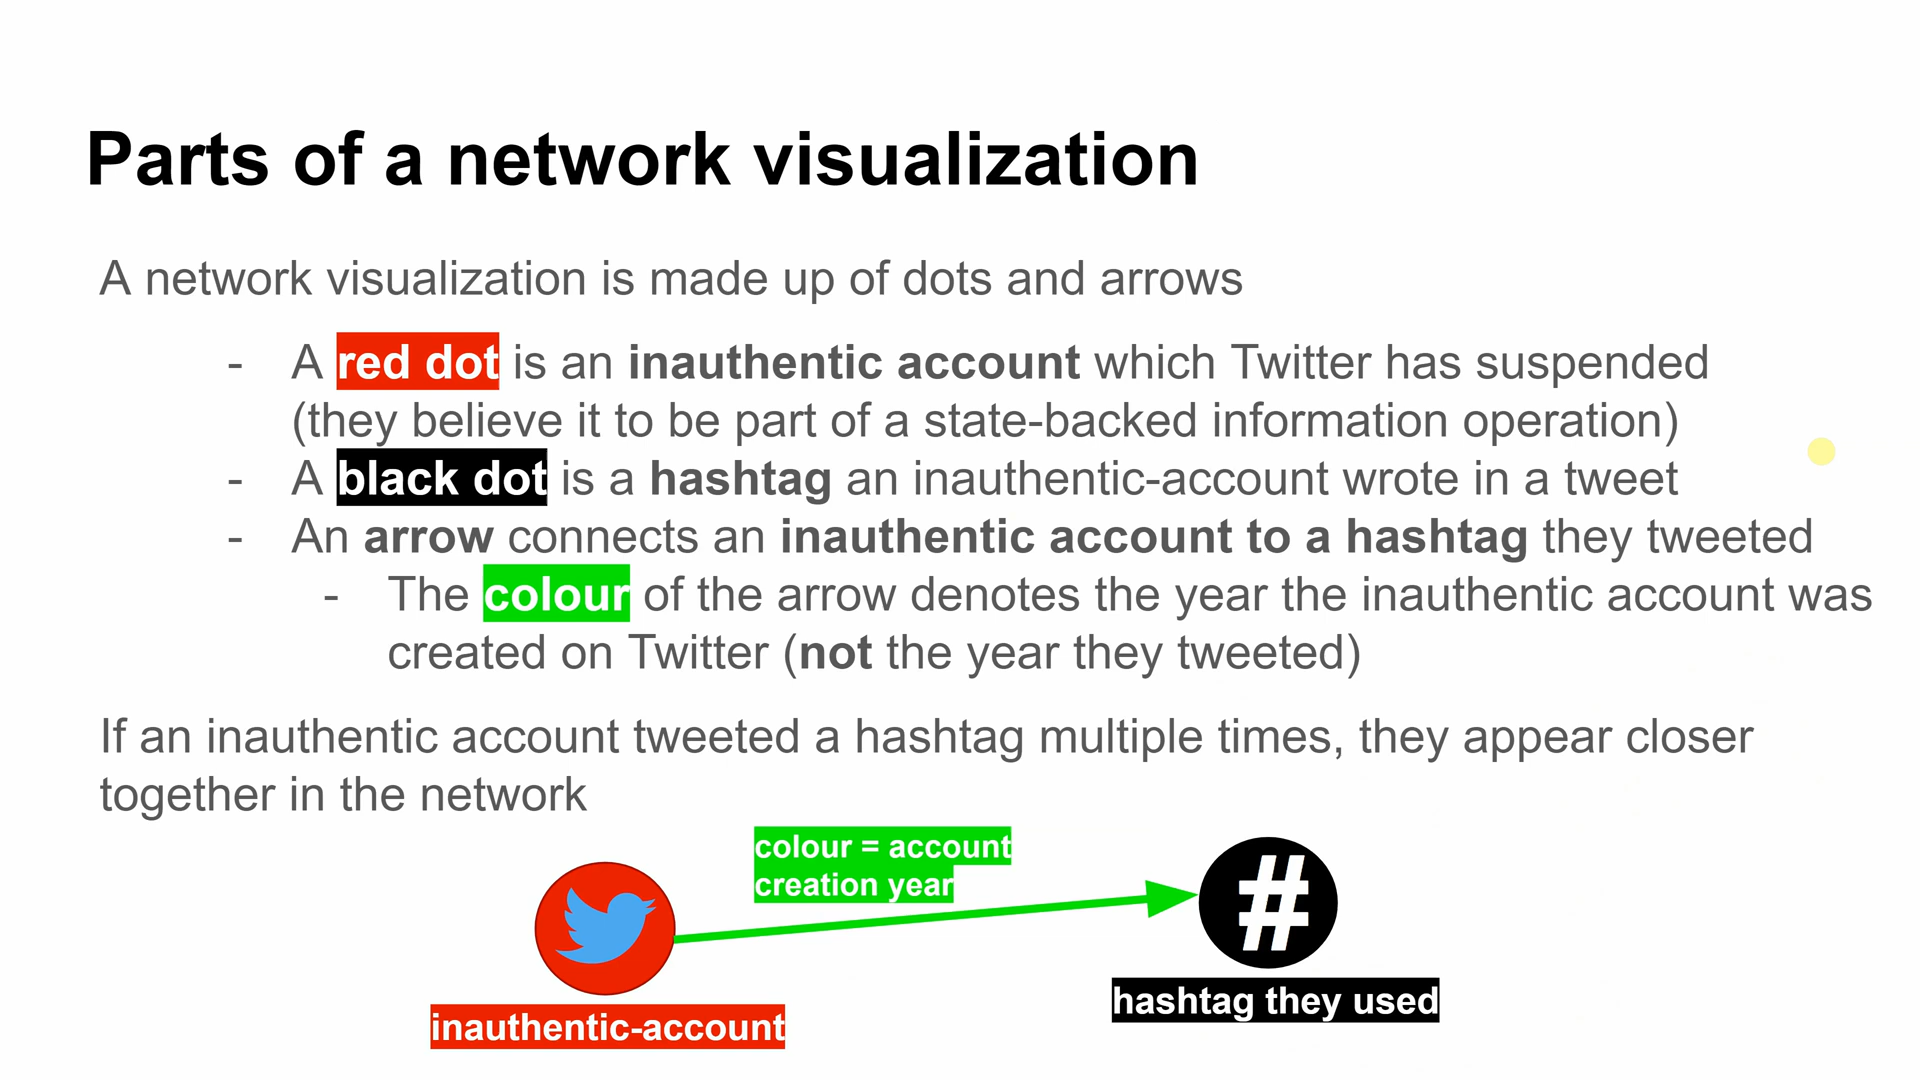 Parts of a network visualization
A network visualization is made up of dots and arrows
- A red dot is an inauthentic account which Twitter has suspended
(they believe it to be part of a state-backed information operation)
- A black dot is a hashtag an inauthentic-account wrote in a tweet
- An arrow connects an inauthentic account to a hashtag they tweeted
- The colour of the arrow denotes the year the inauthentic account was
created on Twitter (not the year they tweeted)
If an inauthentic account tweeted a hashtag multiple times, they appear closer
together in the network
colour = account
creation year
#
inauthentic-account
hashtag they used